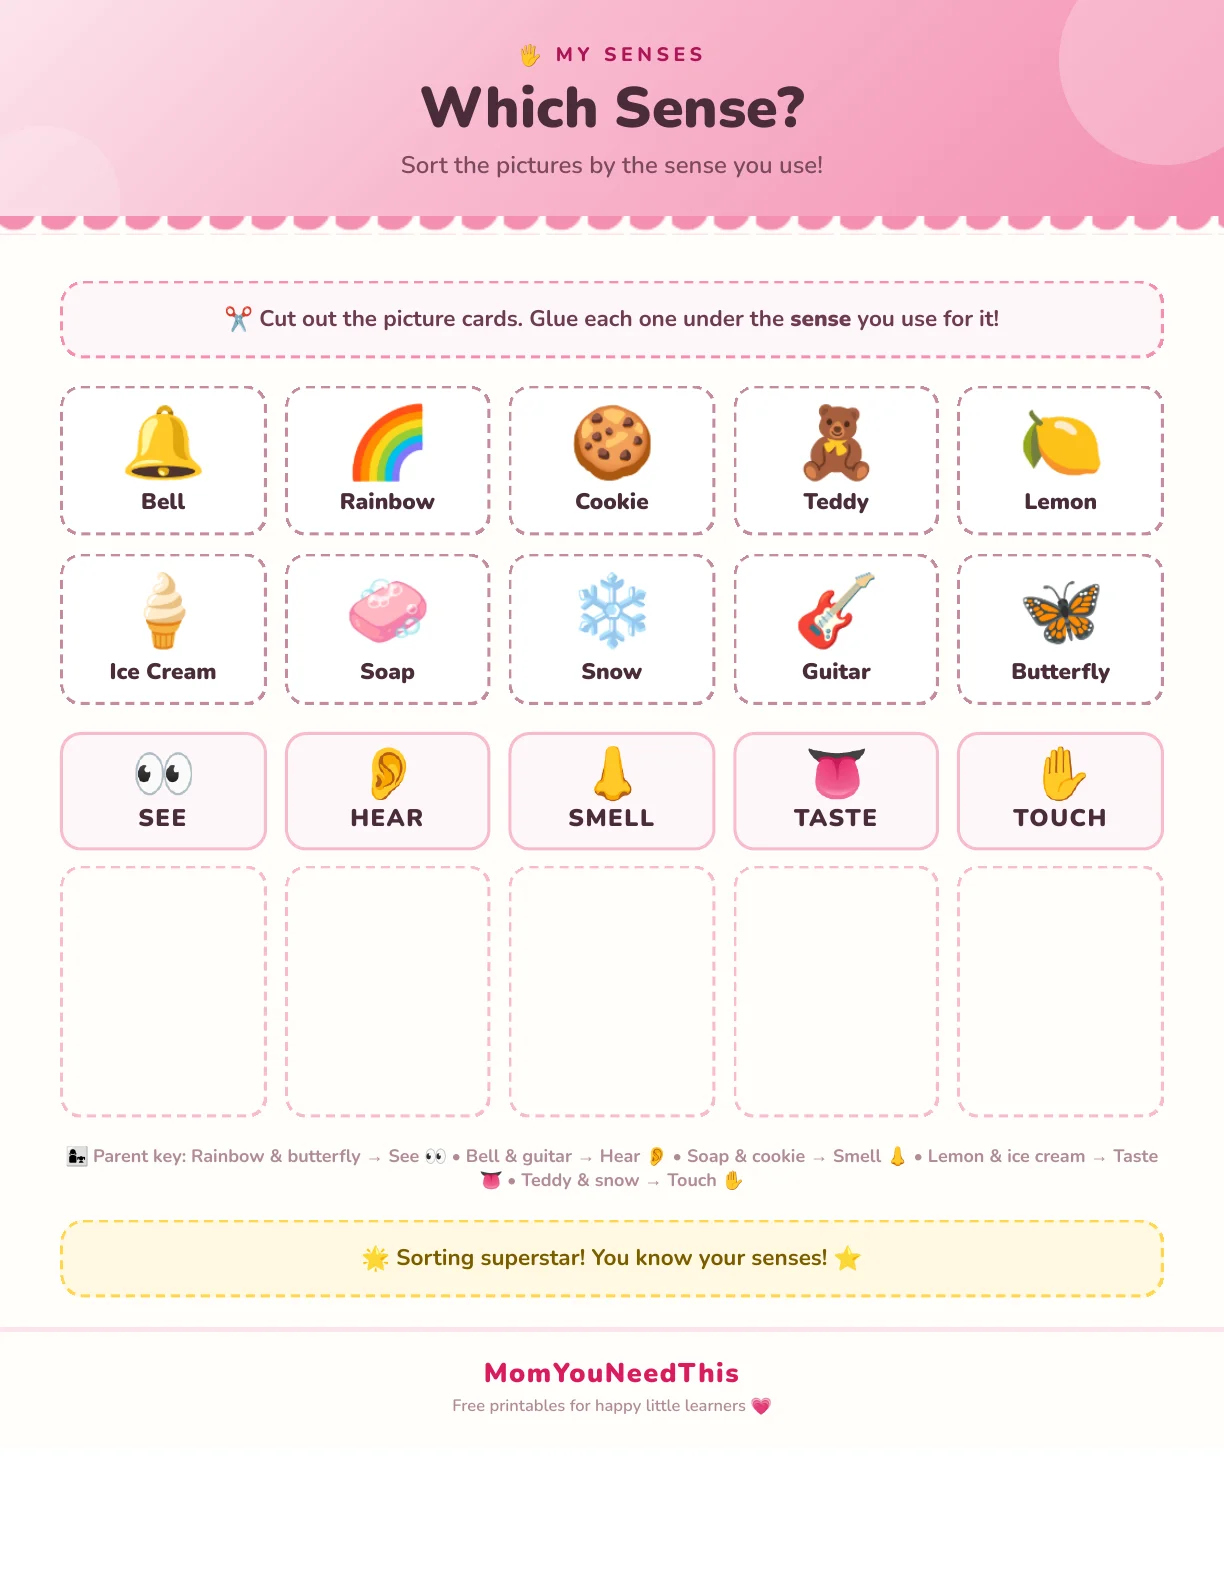 🖐 MY SENSES
Which Sense?
Sort the pictures by the sense you use!
✂️ Cut out the picture cards. Glue each one under the sense you use for it!
Bell
Rainbow
Cookie
Teddy
Lemon
Ice Cream
Soap
Snow
Guitar
Butterfly
SEE
HEAR
SMELL
TASTE
TOUCH
👩‍👧 Parent key: Rainbow & butterfly → See 👀 • Bell & guitar → Hear 👂 • Soap & cookie → Smell 👃 • Lemon & ice cream → Taste
👅 • Teddy & snow → Touch ✋
🌟 Sorting superstar! You know your senses! ⭐
MomYouNeedThis
Free printables for happy little learners 💗